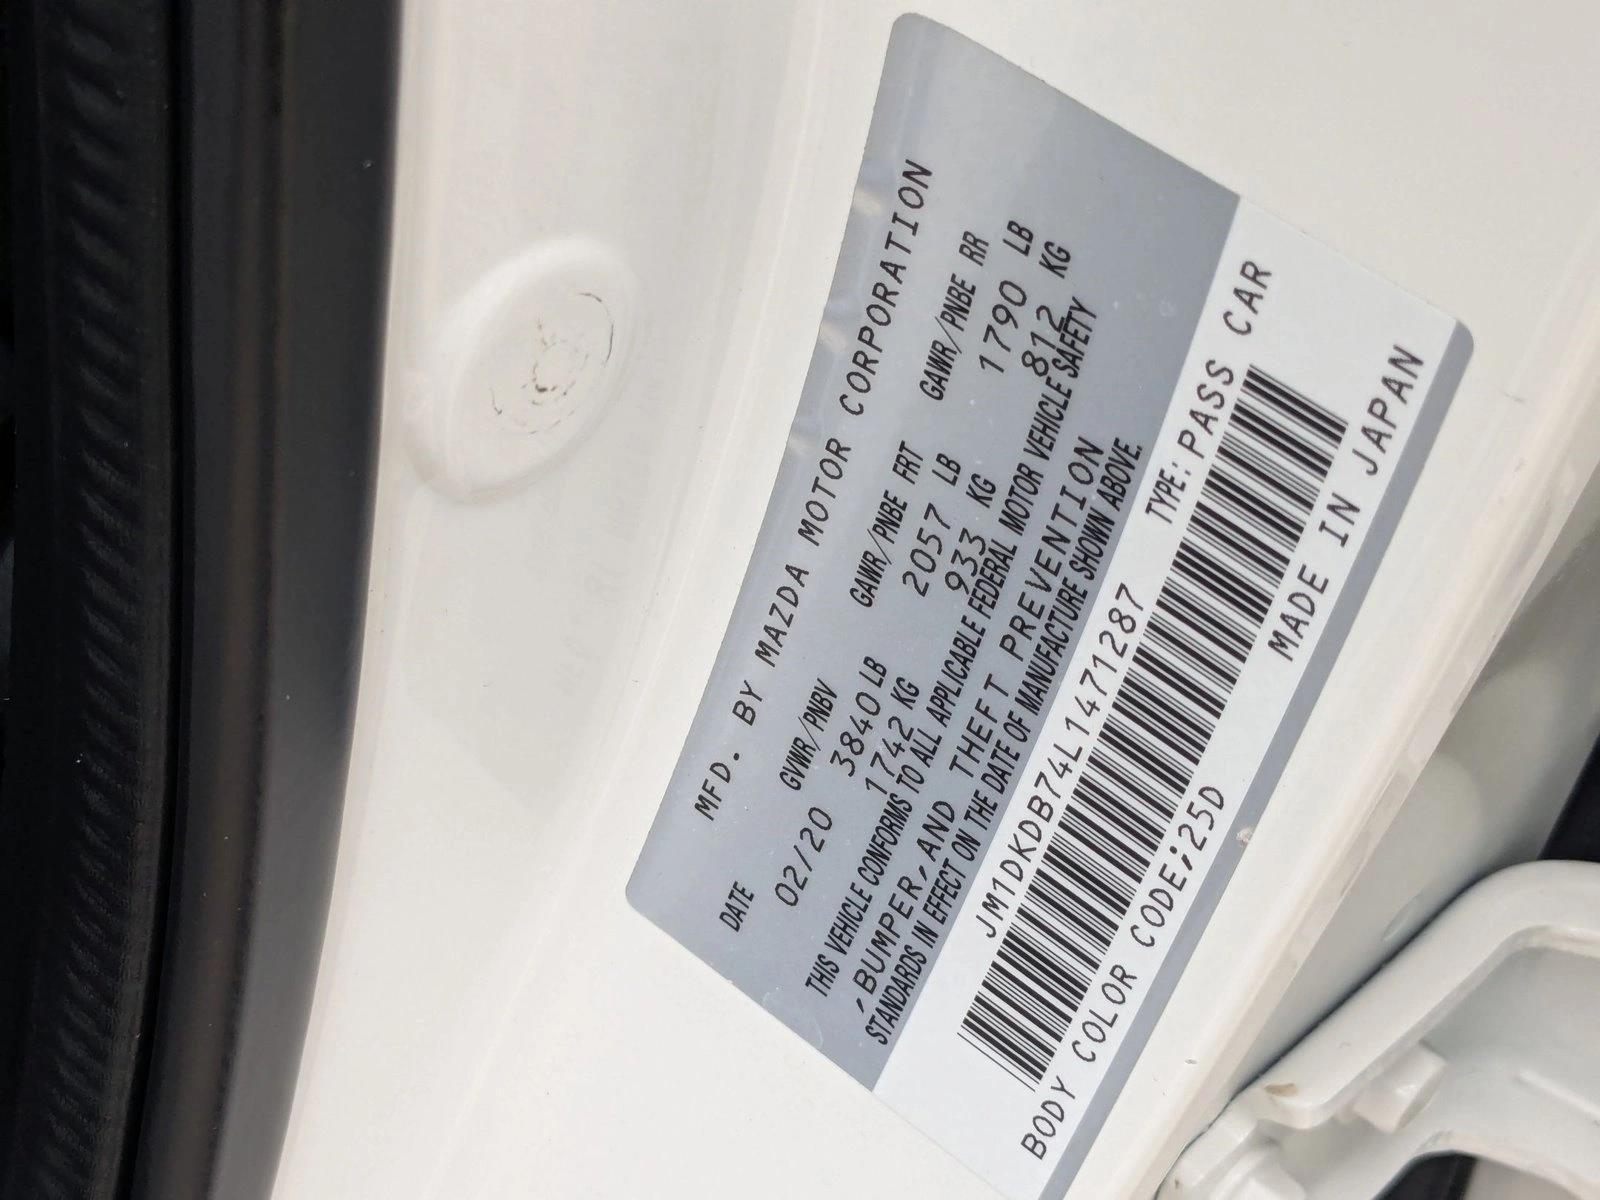 MFD. BY MAZDA MOTOR CORPORATION
DATE GVWR/PNBV GAWR/PNBE FRT GAWR/PNBE RR
02/20 3840 LB 2057 LB 1790 LB
1742 KG 933 KG 812 KG
THIS VEHICLE CONFORMS TO ALL APPLICABLE FEDERAL MOTOR VEHICLE SAFETY
,BUMPER,AND THEFT PREVENTION
STANDARDS IN EFFECT ON THE DATE OF MANUFACTURE SHOWN ABOVE.
JM1DKDB74L1471287 TYPE: PASS CAR
BODY COLOR CODE;25D MADE IN JAPAN